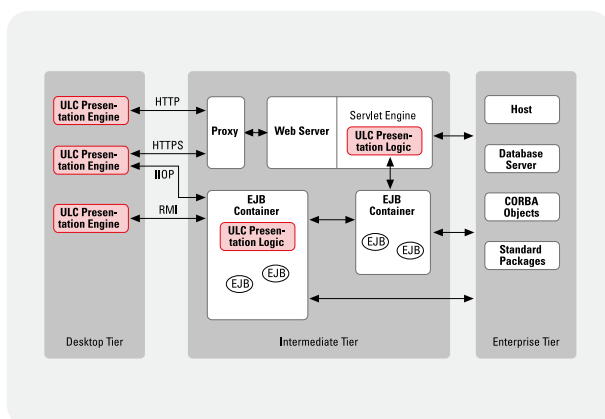 ULC Presen-
tation Engine
HTTP
ULC Presen-
tation Engine
HTTPS
IIOP
ULC Presen-
tation Engine
RMI
Desktop Tier
Proxy
Web Server
Servlet Engine
ULC Presen-
tation Logic
EJB
Container
ULC Presen-
tation Logic
EJB
EJB
EJB
Container
EJB
EJB
Intermediate Tier
Host
Database
Server
CORBA
Objects
Standard
Packages
Enterprise Tier